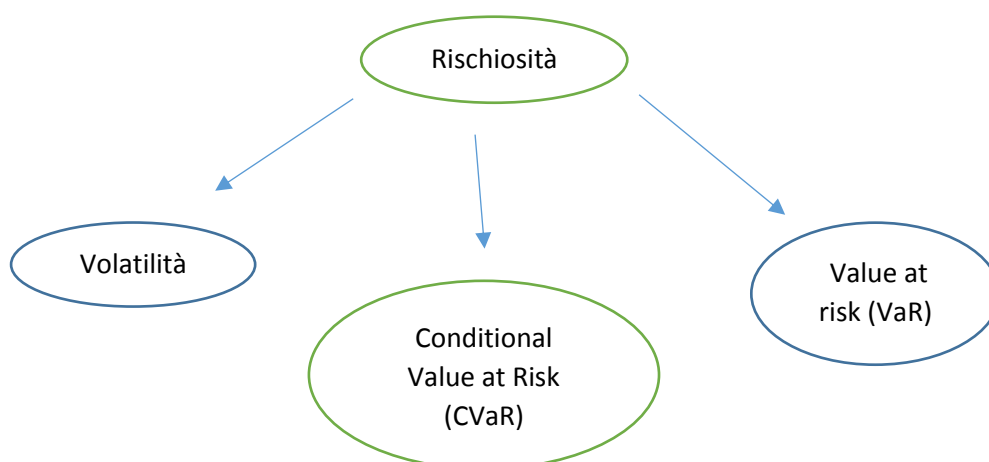 Rischiosità
Volatilità
Conditional
Value at Risk
(CVaR)
Value at
risk (VaR)